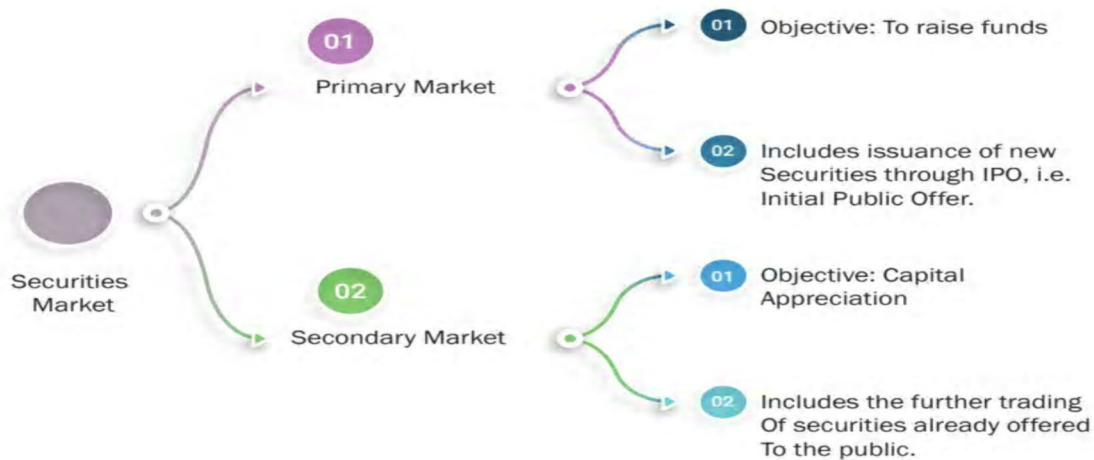 Securities
Market
01
Primary Market
01
Objective: To raise funds
02
Includes issuance of new
Securities through IPO, i.e.
Initial Public Offer.
02
Secondary Market
01
Objective: Capital
Appreciation
02
Includes the further trading
Of securities already offered
To the public.